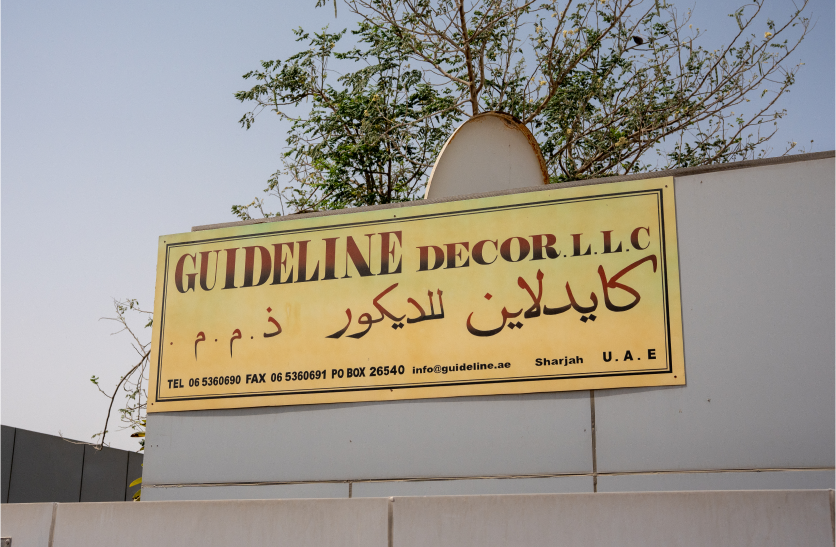 GUIDELINE DECOR.L.L.C
كايدلاين للديكور ذ.م.م.
TEL 06 5360690 FAX 06 5360691 PO BOX 26540 info@guideline.ae Sharjah U.A.E